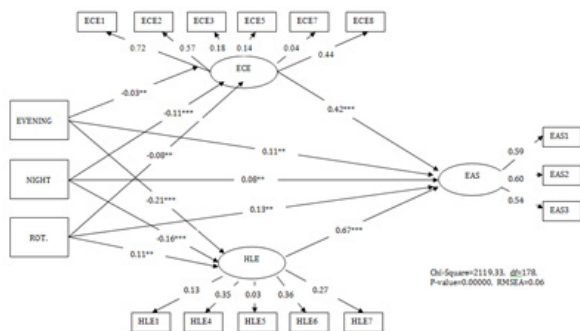 ECE1 ECE2 ECE3 ECE5 ECE7 ECE8
0.72 0.57 0.18 0.14 0.04 0.44
ECE
-0.03**
EVENING
-0.11***
0.42***
-0.08**
0.11**
0.59 EAS1
NIGHT
0.08**
EAS
0.60 EAS2
-0.21***
0.13**
0.54 EAS3
ROT.
-0.16***
0.11**
HLE
0.67***
0.13 0.35 0.03 0.36 0.27
Chi-Square=2119.33, df=178.
P-value=0.00000, RMSEA=0.06
HLE1 HLE4 HLE5 HLE6 HLE7